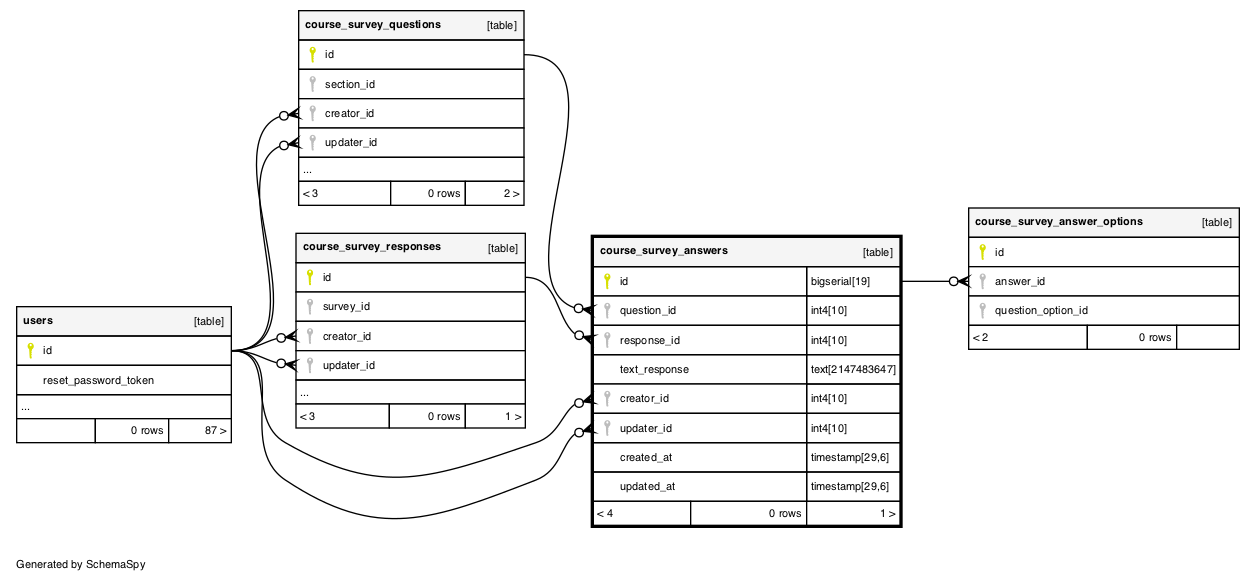 course_survey_questions [table]
id
section_id
creator_id
updater_id
...
< 3 0 rows 2 >
course_survey_responses [table]
id
survey_id
creator_id
updater_id
...
< 3 0 rows 1 >
users [table]
id
reset_password_token
...
0 rows 87 >
course_survey_answers [table]
id bigserial[19]
question_id int4[10]
response_id int4[10]
text_response text[2147483647]
creator_id int4[10]
updater_id int4[10]
created_at timestamp[29,6]
updated_at timestamp[29,6]
< 4 0 rows 1 >
course_survey_answer_options [table]
id
answer_id
question_option_id
< 2 0 rows
Generated by SchemaSpy